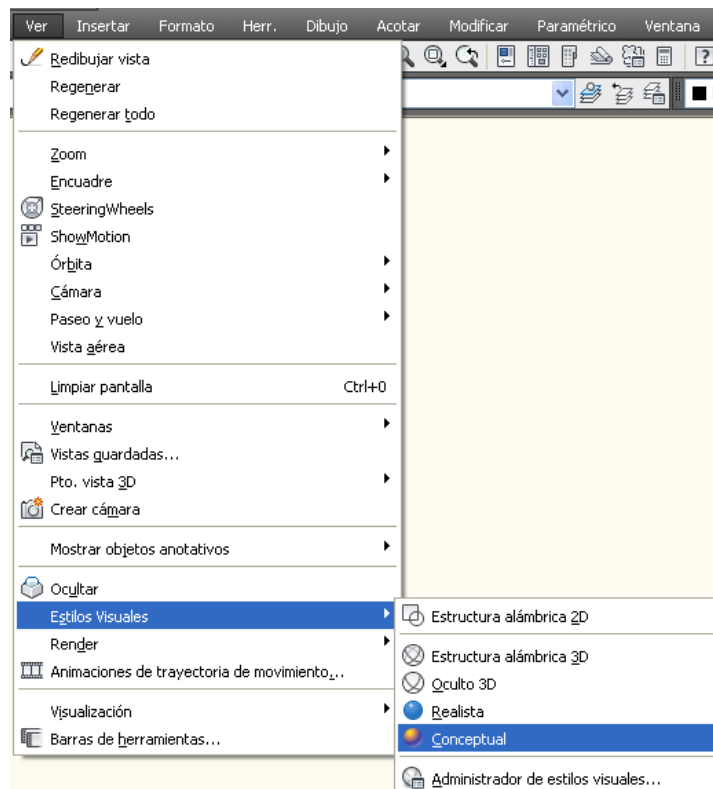 Ver Insertar Formato Herr. Dibujo Acotar Modificar Paramétrico Ventana
Redibujar vista
Regenerar
Regenerar todo
Zoom
Encuadre
SteeringWheels
ShowMotion
Órbita
Cámara
Paseo y vuelo
Vista aérea
Limpiar pantalla Ctrl+0
Ventanas
Vistas guardadas...
Pto. vista 3D
Crear cámara
Mostrar objetos anotativos
Ocultar
Estilos Visuales
Render
Animaciones de trayectoria de movimiento...
Visualización
Barras de herramientas...
Estructura alámbrica 2D
Estructura alámbrica 3D
Oculto 3D
Realista
Conceptual
Administrador de estilos visuales...